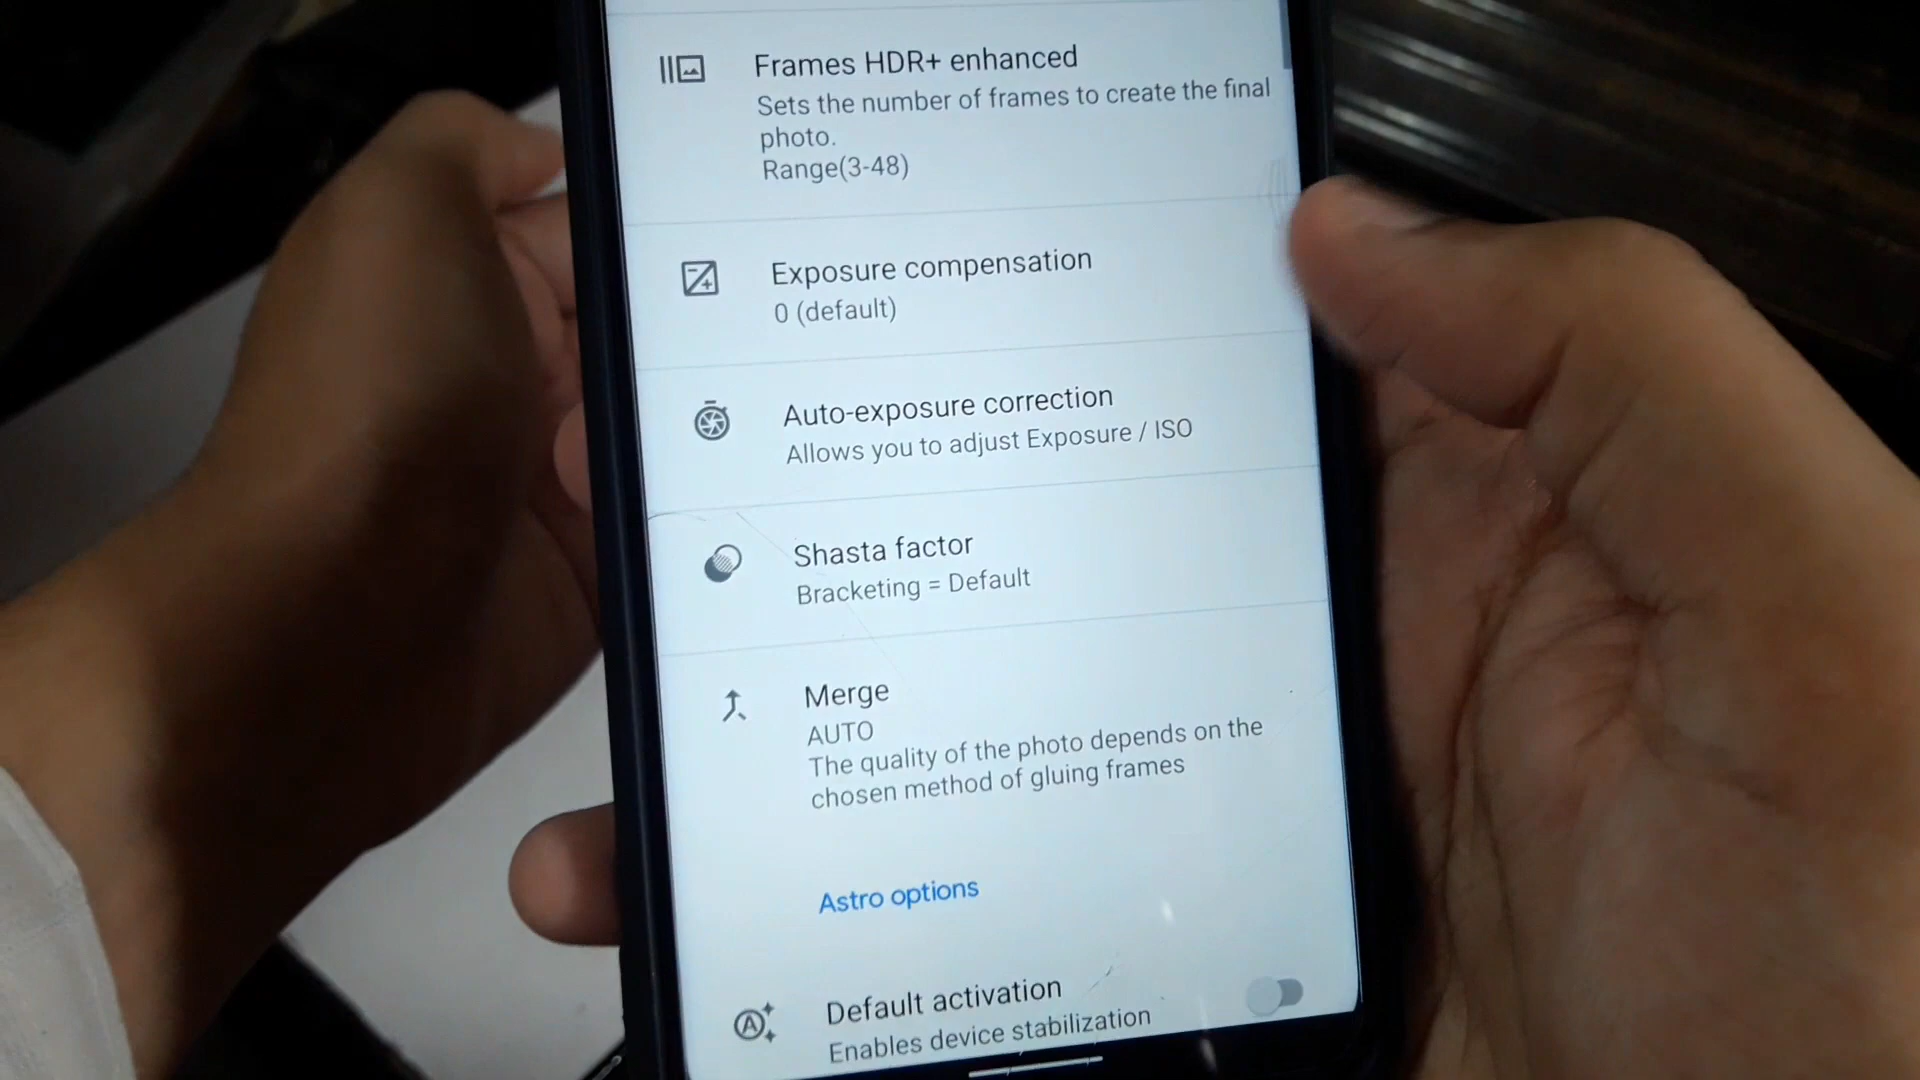 Frames HDR+ enhanced
Sets the number of frames to create the final
photo.
Range(3-48)
Exposure compensation
0 (default)
Auto-exposure correction
Allows you to adjust Exposure / ISO
Shasta factor
Bracketing = Default
Merge
AUTO
The quality of the photo depends on the
chosen method of gluing frames
Astro options
Default activation
Enables device stabilization